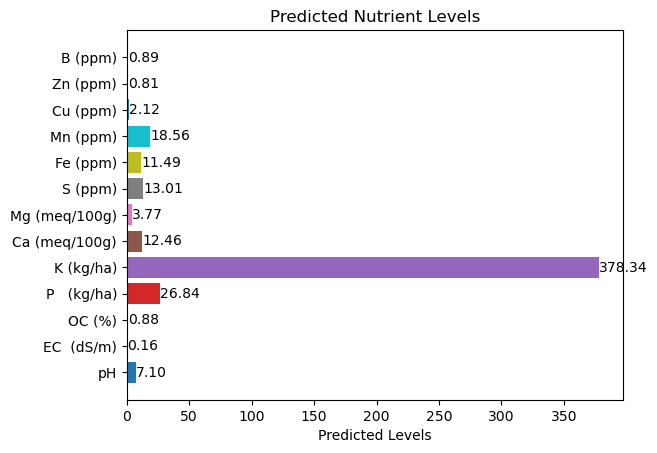 Predicted Nutrient Levels
B (ppm) 0.89
Zn (ppm) 0.81
Cu (ppm) 2.12
Mn (ppm) 18.56
Fe (ppm) 11.49
S (ppm) 13.01
Mg (meq/100g) 3.77
Ca (meq/100g) 12.46
K (kg/ha) 378.34
P   (kg/ha) 26.84
OC (%) 0.88
EC  (dS/m) 0.16
pH 7.10
0 50 100 150 200 250 300 350
Predicted Levels